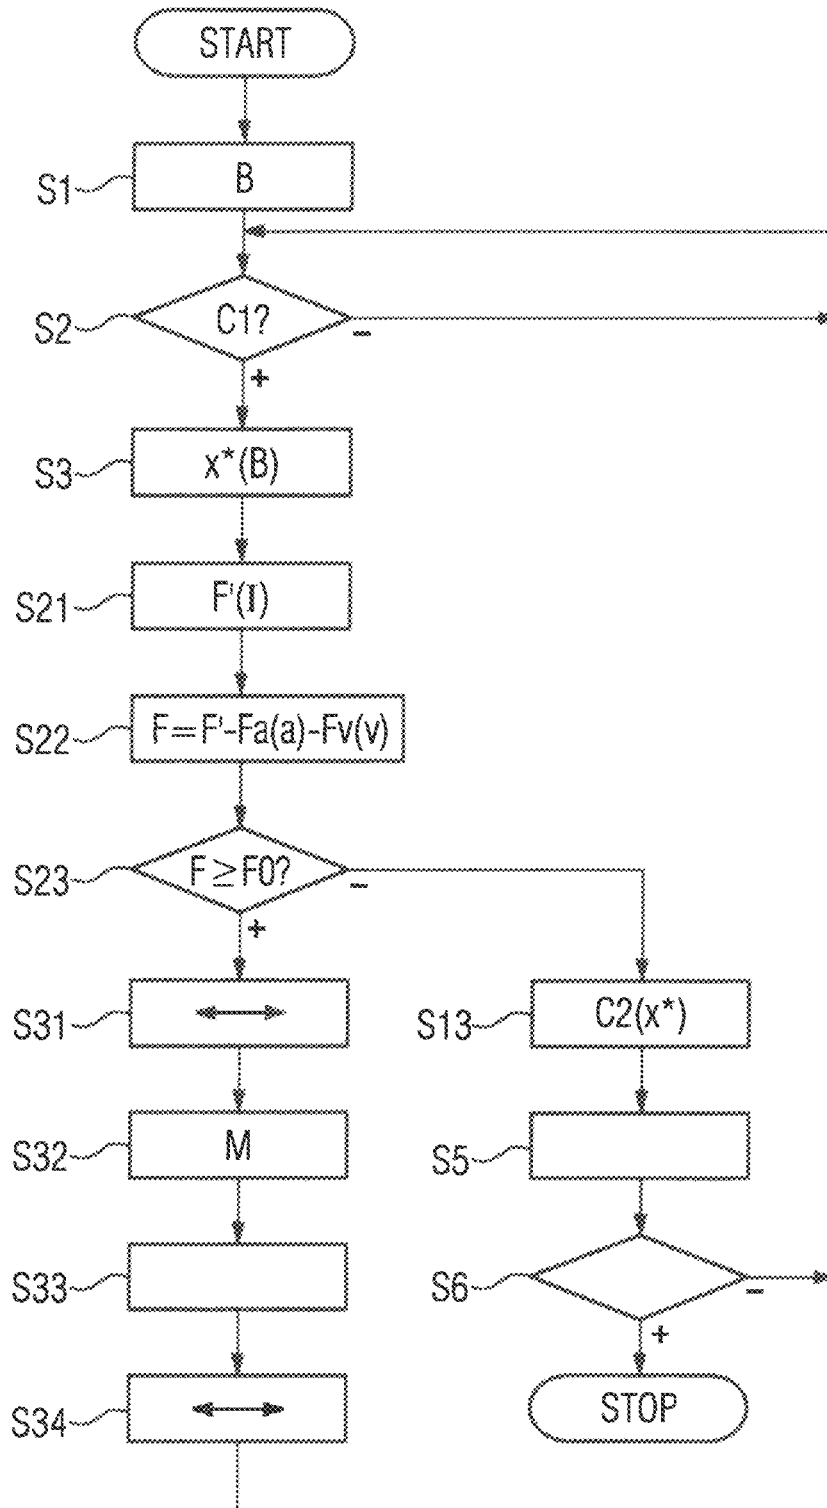 START
S1
B
S2
C1?
-
+
S3
x*(B)
S21
F'(I)
S22
F=F'-Fa(a)-Fv(v)
S23
F≥F0?
-
+
S31
S13
C2(x*)
S32
M
S5
S33
S6
-
+
S34
STOP